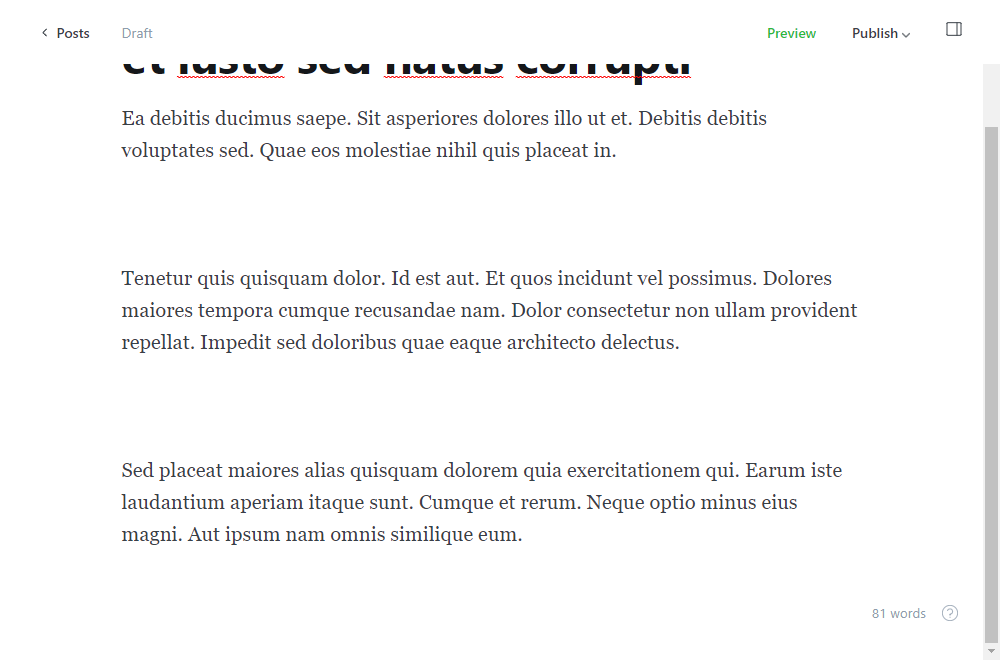 Posts
Draft
Preview
Publish
et iusto sed natus corrupti
Ea debitis ducimus saepe. Sit asperiores dolores illo ut et. Debitis debitis
voluptates sed. Quae eos molestiae nihil quis placeat in.
Tenetur quis quisquam dolor. Id est aut. Et quos incidunt vel possimus. Dolores
maiores tempora cumque recusandae nam. Dolor consectetur non ullam provident
repellat. Impedit sed doloribus quae eaque architecto delectus.
Sed placeat maiores alias quisquam dolorem quia exercitationem qui. Earum iste
laudantium aperiam itaque sunt. Cumque et rerum. Neque optio minus eius
magni. Aut ipsum nam omnis similique eum.
81 words
?